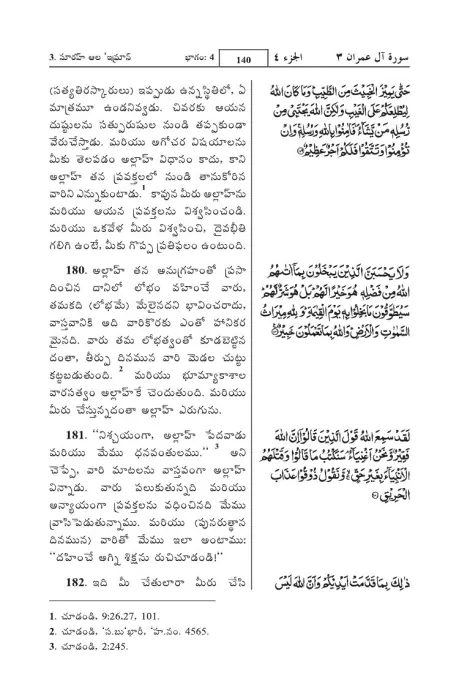 3. సూరహ్ ఆల 'ఇమ్రాన్ భాగం: 4 140 الجزء ٤ سورة آل عمران ٣
(సత్యతిరస్కారులు) ఇప్పుడు ఉన్నస్థితిలో, ఏ
మాత్రమూ ఉండనివ్వడు. చివరకు ఆయన
దుష్టులను సత్పురుషుల నుండి తప్పకుండా
వేరుచేస్తాడు. మరియు అగోచర విషయాలను
మీకు తెలపడం అల్లాహ్ విధానం కాదు, కాని
అల్లాహ్ తన ప్రవక్తలలో నుండి తానుకోరిన
వారిని ఎన్నుకుంటాడు.1 కావున మీరు అల్లాహ్‌ను
మరియు ఆయన ప్రవక్తలను విశ్వసించండి.
మరియు ఒకవేళ మీరు విశ్వసించి, దైవభీతి
గలిగి ఉంటే, మీకు గొప్ప ప్రతిఫలం ఉంటుంది.
180. అల్లాహ్ తన అనుగ్రహంతో ప్రసా
దించిన దానిలో లోభం వహించే వారు,
తమకది (లోభమే) మేలైనదని భావించరాదు,
వాస్తవానికి అది వారికొరకు ఎంతో హానికర
మైనది. వారు తమ లోభత్వంతో కూడబెట్టిన
దంతా, తీర్పు దినమున వారి మెడల చుట్టు
కట్టబడుతుంది. 2 మరియు భూమ్యాకాశాల
వారసత్వం అల్లాహ్‌కే చెందుతుంది. మరియు
మీరు చేస్తున్నదంతా అల్లాహ్ ఎరుగును.
181. ''నిశ్చయంగా, అల్లాహ్ పేదవాడు
మరియు మేము ధనవంతులము.'' 3 అని
చెప్పే, వారి మాటలను వాస్తవంగా అల్లాహ్
విన్నాడు. వారు పలుకుతున్నది మరియు
అన్యాయంగా ప్రవక్తలను వధించినది మేము
వ్రాసిపెడుతున్నాము. మరియు (పునరుత్థాన
దినమున) వారితో మేము ఇలా అంటాము:
''దహించే అగ్ని శిక్షను రుచిచూడండి!''
182. ఇది మీ చేతులారా మీరు చేసి
حَتَّى يَمِيزَ الْخَبِيثَ مِنَ الطَّيِّبِ وَمَا كَانَ اللَّهُ
لِيُطْلِعَكُمْ عَلَى الْغَيْبِ وَلَكِنَّ اللَّهَ يَجْتَبِي مِنْ
رُسُلِهِ مَنْ يَشَاءُ فَآمِنُوا بِاللَّهِ وَرُسُلِهِ وَإِنْ
تُؤْمِنُوا وَتَتَّقُوا فَلَكُمْ أَجْرٌ عَظِيمٌ
وَلَا يَحْسَبَنَّ الَّذِينَ يَبْخَلُونَ بِمَا آتَاهُمُ
اللَّهُ مِنْ فَضْلِهِ هُوَ خَيْرًا لَهُمْ بَلْ هُوَ شَرٌّ لَهُمْ
سَيُطَوَّقُونَ مَا بَخِلُوا بِهِ يَوْمَ الْقِيَامَةِ وَلِلَّهِ مِيرَاثُ
السَّمَوَاتِ وَالْأَرْضِ وَاللَّهُ بِمَا تَعْمَلُونَ خَبِيرٌ
لَقَدْ سَمِعَ اللَّهُ قَوْلَ الَّذِينَ قَالُوا إِنَّ اللَّهَ
فَقِيرٌ وَنَحْنُ أَغْنِيَاءُ سَنَكْتُبُ مَا قَالُوا وَقَتْلَهُمُ
الْأَنْبِيَاءَ بِغَيْرِ حَقٍّ وَنَقُولُ ذُوقُوا عَذَابَ
الْحَرِيقِ
ذَلِكَ بِمَا قَدَّمَتْ أَيْدِيكُمْ وَأَنَّ اللَّهَ لَيْسَ
1. చూడండి, 9:26,27, 101.
2. చూడండి, 'స.బు'ఖారీ, 'హ.నం. 4565.
3. చూడండి, 2:245.